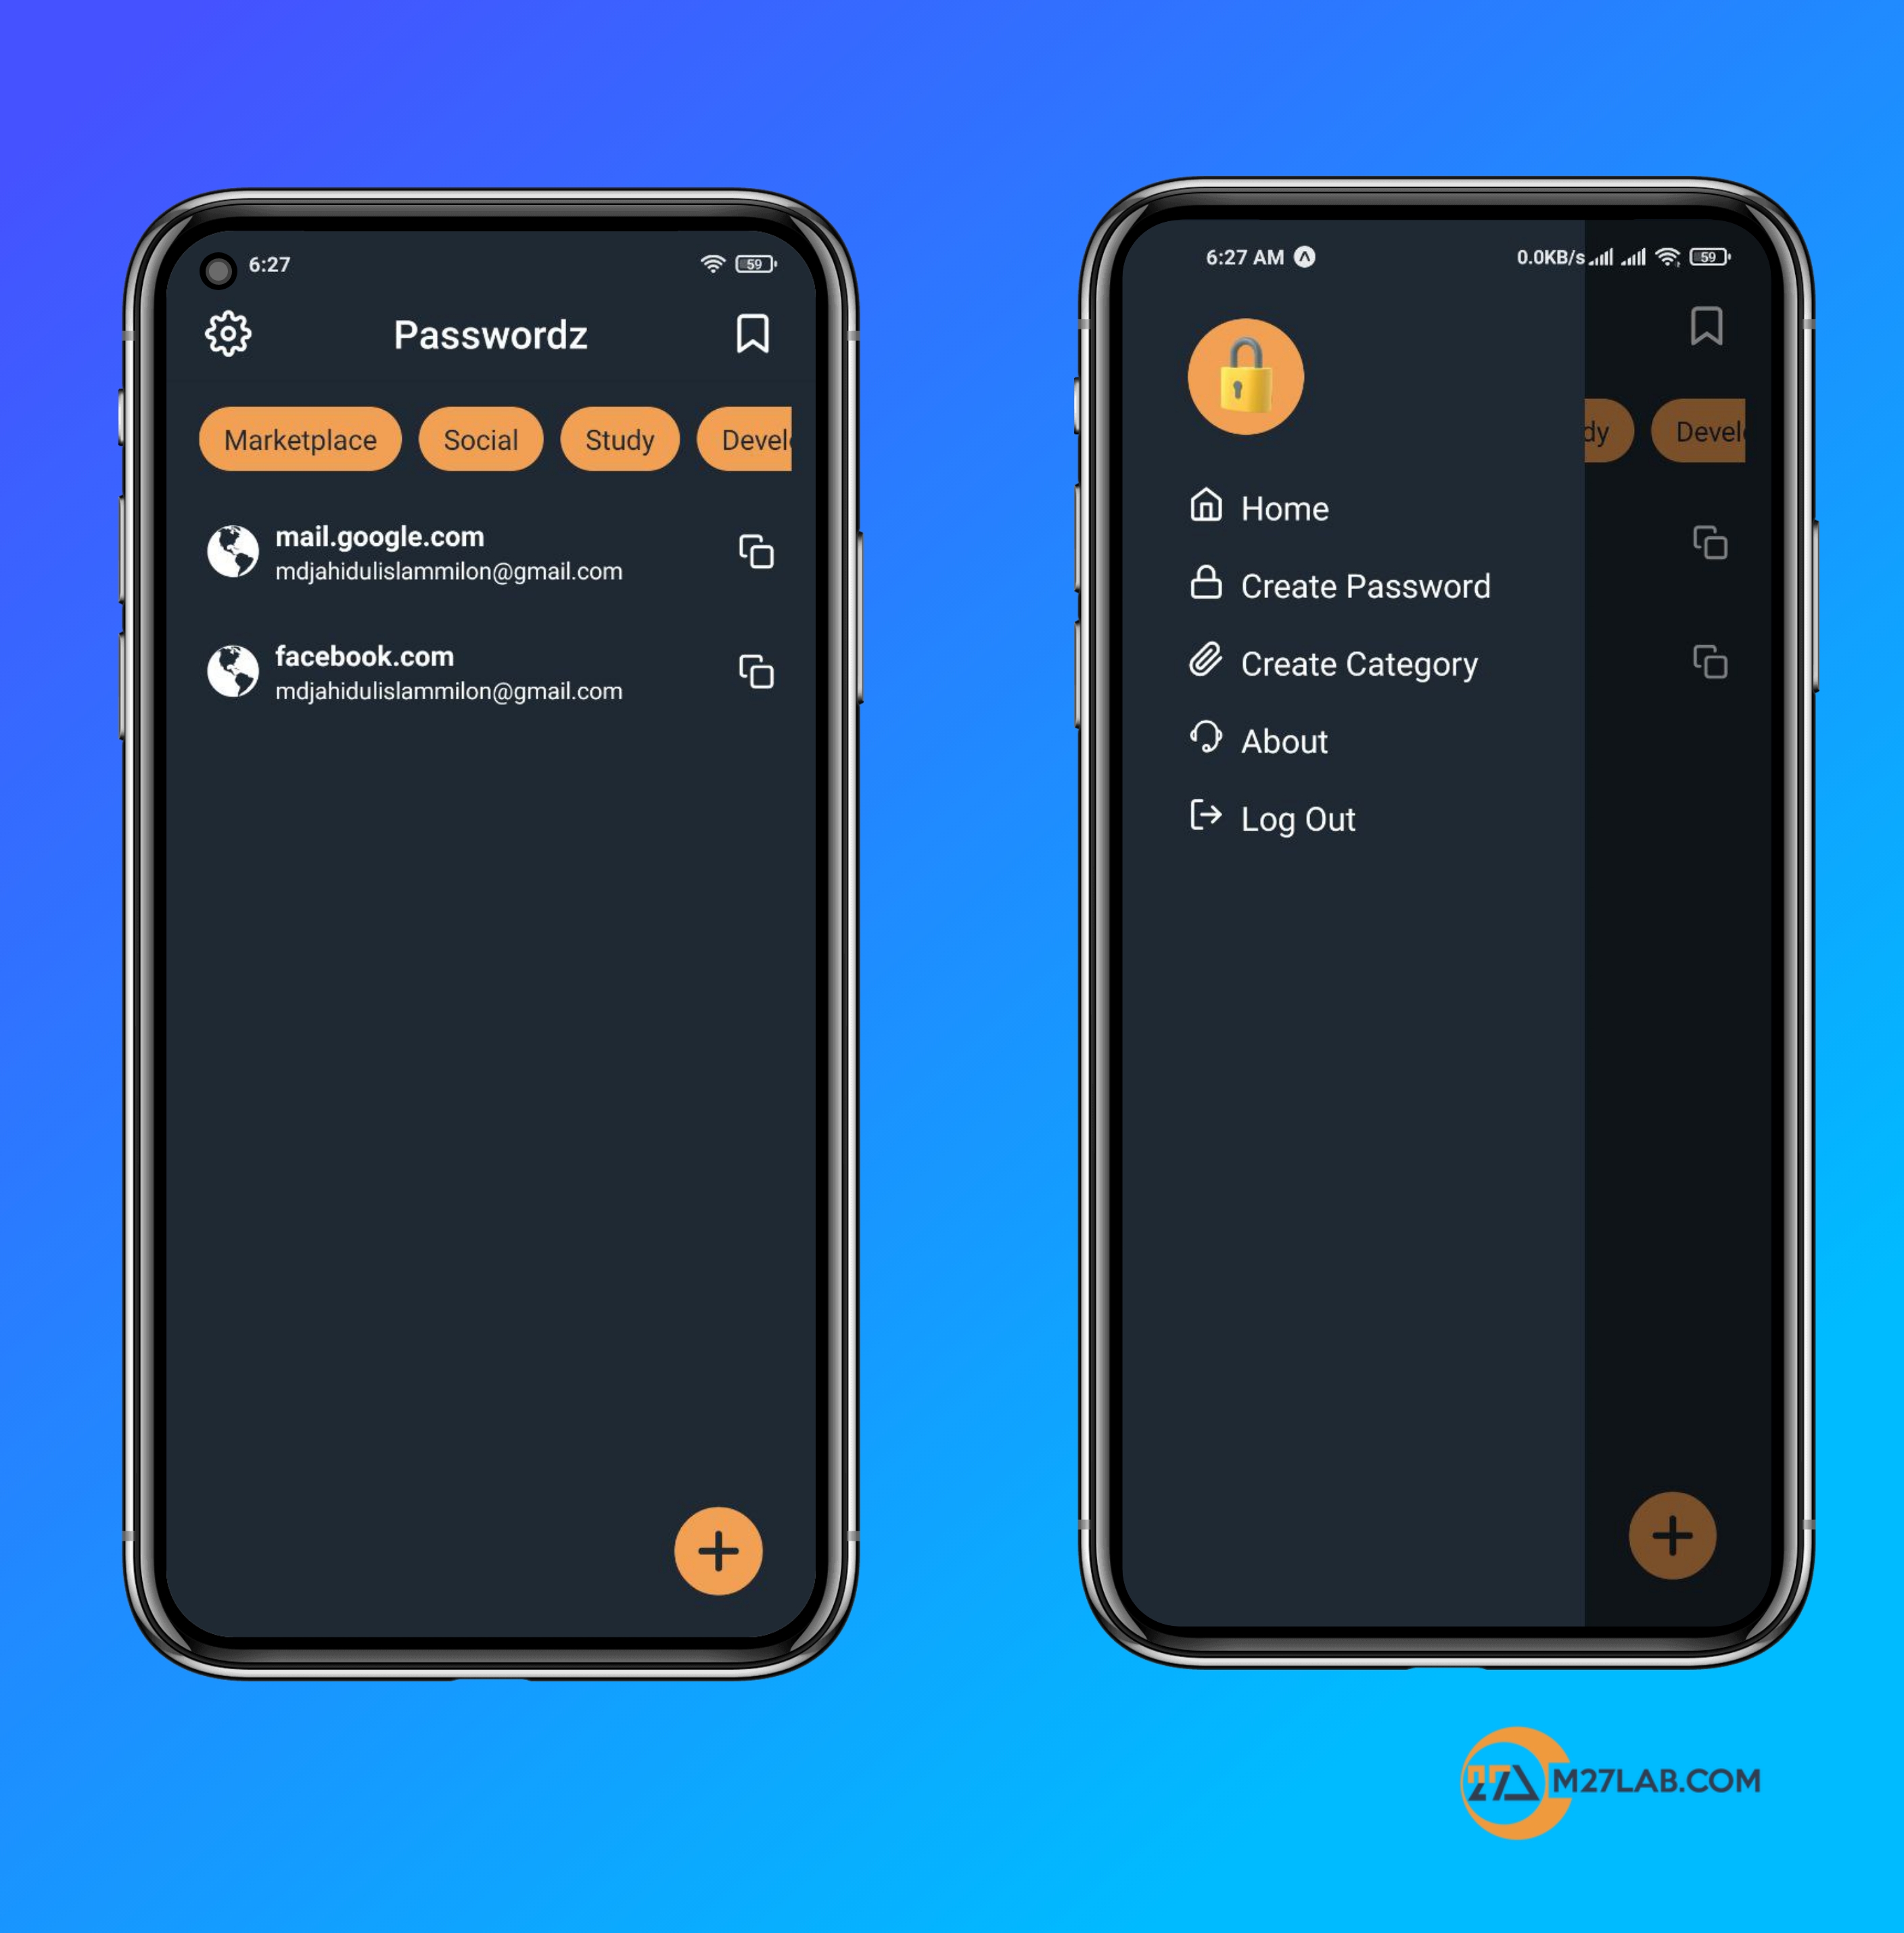 6:27
59
Passwordz
Marketplace
Social
Study
Devel
mail.google.com
mdjahidulislammilon@gmail.com
facebook.com
mdjahidulislammilon@gmail.com
6:27 AM
0.0KB/s
59
dy
Devel
Home
Create Password
Create Category
About
Log Out
27
M27LAB.COM